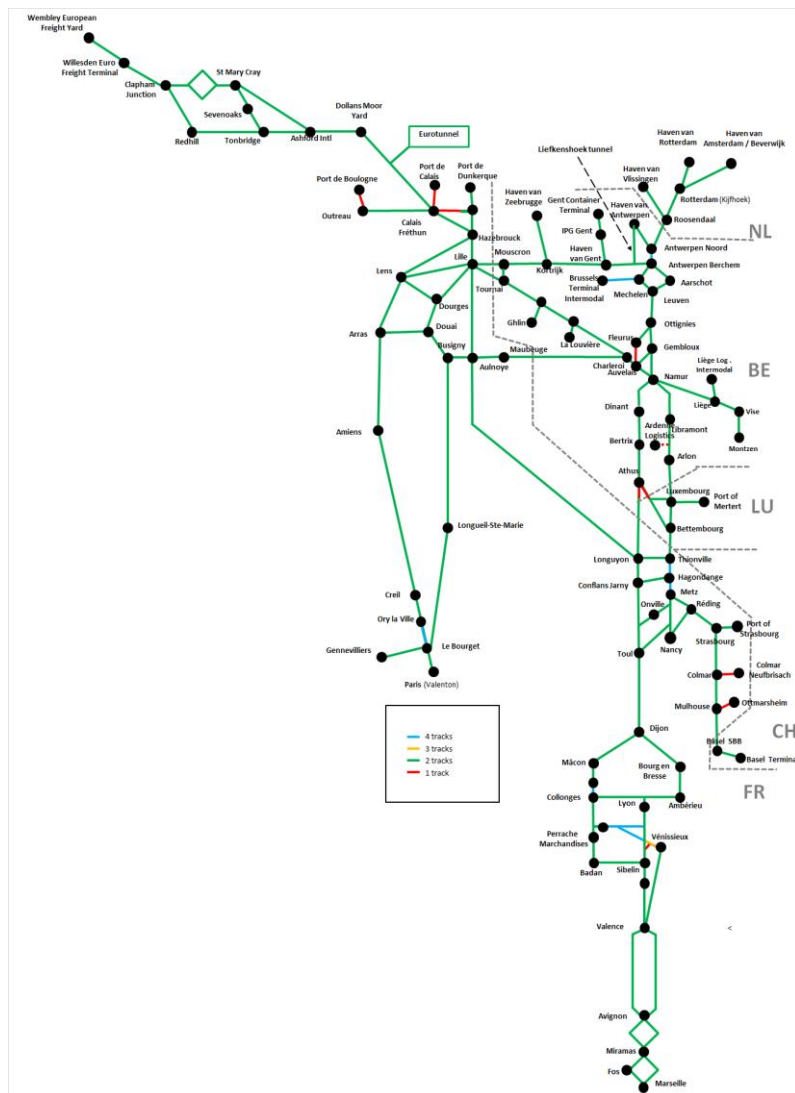 Wembley European
Freight Yard
Willesden Euro
Freight Terminal
Clapham
Junction
St Mary Cray
Sevenoaks
Redhill
Tonbridge
Ashford Intl
Dollans Moor
Yard
Eurotunnel
Port de Boulogne
Outreau
Port de
Calais
Calais
Fréthun
Port de
Dunkerque
Hazebrouck
Haven van
Zeebrugge
Gent Container
Terminal
IPG Gent
Haven
van Gent
Liefkenshoek tunnel
Haven van
Antwerpen
Haven van
Vlissingen
Haven van
Rotterdam
Haven van
Amsterdam / Beverwijk
Rotterdam (Kijfhoek)
Roosendaal
NL
Antwerpen Noord
Antwerpen Berchem
Lille
Mouscron
Kortrijk
Tournai
Brussels
Terminal
Intermodal
Mechelen
Aarschot
Leuven
Lens
Dourges
Douai
Arras
Busigny
Maubeuge
Aulnoye
Ghlin
La Louvière
Fleurus
Charleroi
Auvelais
Ottignies
Gembloux
Namur
BE
Liège Log.
Intermodal
Liège
Vise
Montzen
Dinant
Ardenne
Logistics
Libramont
Bertrix
Arlon
Athus
Luxembourg
Port of
Mertert
LU
Bettembourg
Amiens
Longueil-Ste-Marie
Longuyon
Thionville
Conflans Jarny
Hagondange
Metz
Onville
Réding
Creil
Ory la Ville
Gennevilliers
Le Bourget
Paris (Valenton)
Toul
Nancy
Strasbourg
Port of
Strasbourg
Colmar
Colmar
Neufbrisach
Mulhouse
Ottmarsheim
CH
Basel SBB
Basel Terminal
FR
4 tracks
3 tracks
2 tracks
1 track
Dijon
Mâcon
Bourg en
Bresse
Collonges
Lyon
Ambérieu
Perrache
Marchandises
Vénissieux
Badan
Sibelin
Valence
<
Avignon
Miramas
Fos
Marseille